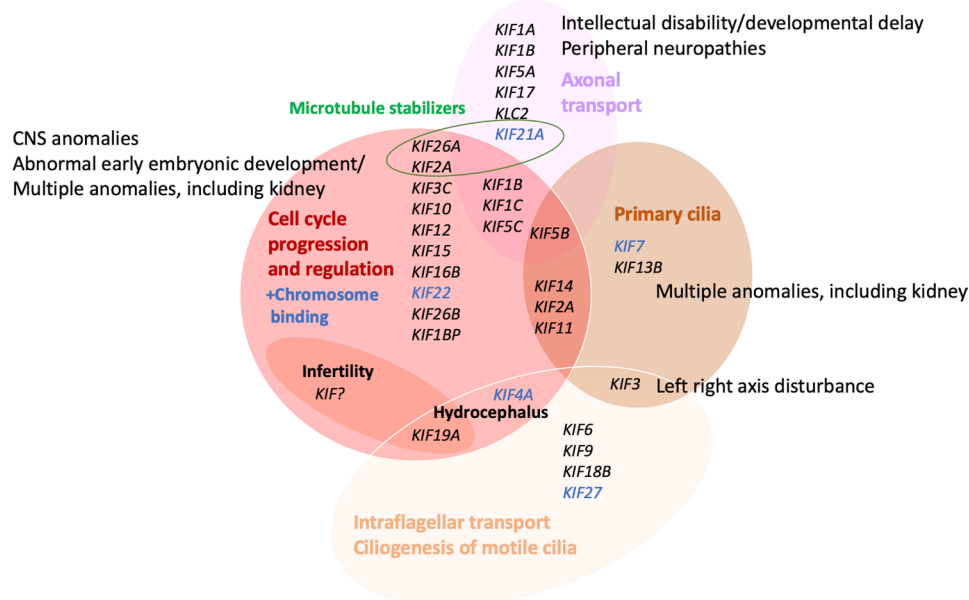 KIF1A
KIF1B
KIF5A
KIF17
KLC2
KIF21A
Intellectual disability/developmental delay
Peripheral neuropathies
Axonal
transport
Microtubule stabilizers
CNS anomalies
Abnormal early embryonic development/
Multiple anomalies, including kidney
KIF26A
KIF2A
KIF3C
KIF10
KIF12
KIF15
KIF16B
KIF22
KIF26B
KIF1BP
Cell cycle
progression
and regulation
+Chromosome
binding
KIF1B
KIF1C
KIF5C
KIF5B
KIF14
KIF2A
KIF11
Primary cilia
KIF7
KIF13B
Multiple anomalies, including kidney
Infertility
KIF?
KIF4A
Hydrocephalus
KIF19A
KIF3
Left right axis disturbance
KIF6
KIF9
KIF18B
KIF27
Intraflagellar transport
Ciliogenesis of motile cilia